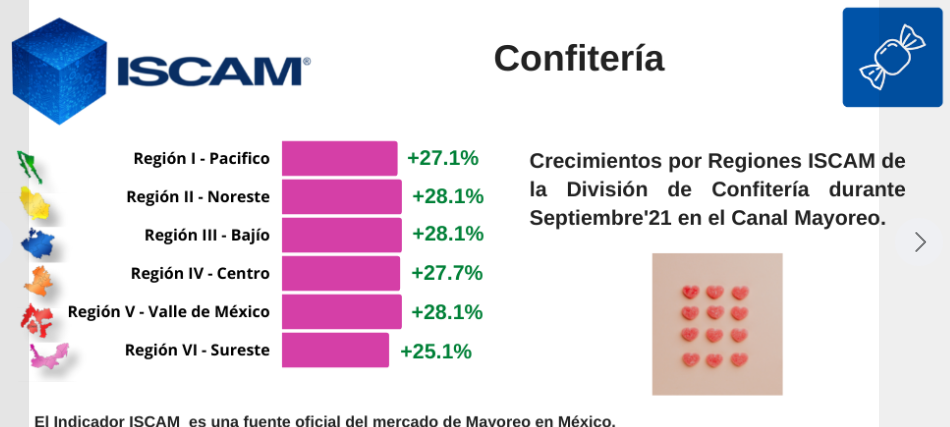 ISCAM®
Confitería
Región I - Pacifico +27.1%
Región II - Noreste +28.1%
Región III - Bajío +28.1%
Región IV - Centro +27.7%
Región V - Valle de México +28.1%
Región VI - Sureste +25.1%
Crecimientos por Regiones ISCAM de
la División de Confitería durante
Septiembre'21 en el Canal Mayoreo.
El Indicador ISCAM es una fuente oficial del mercado de Mayoreo en México.